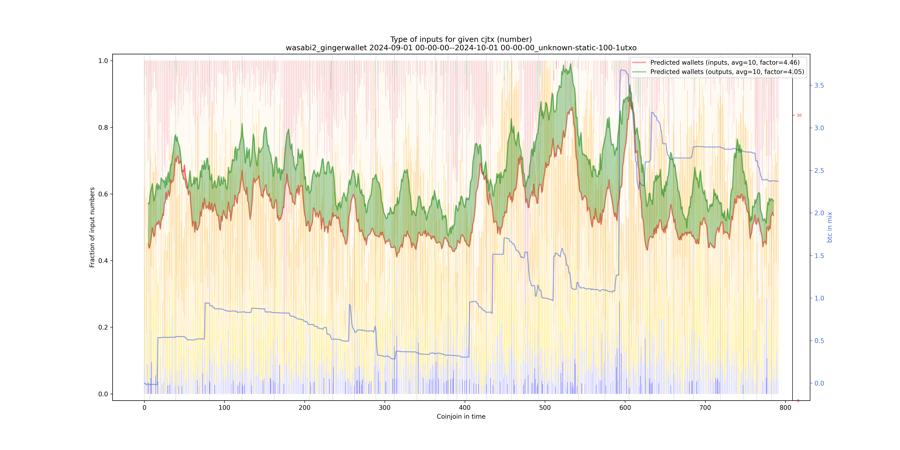 Type of inputs for given cjtx (number)
wasabi2_gingerwallet 2024-09-01 00-00-00--2024-10-01 00-00-00_unknown-static-100-1utxo
Predicted wallets (inputs, avg=10, factor=4.46)
Predicted wallets (outputs, avg=10, factor=4.05)
1.0
0.8
0.6
0.4
0.2
0.0
Fraction of input numbers
0 100 200 300 400 500 600 700 800
Coinjoin in time
3.5
3.0
2.5
2.0
1.5
1.0
0.5
0.0
btc in mix